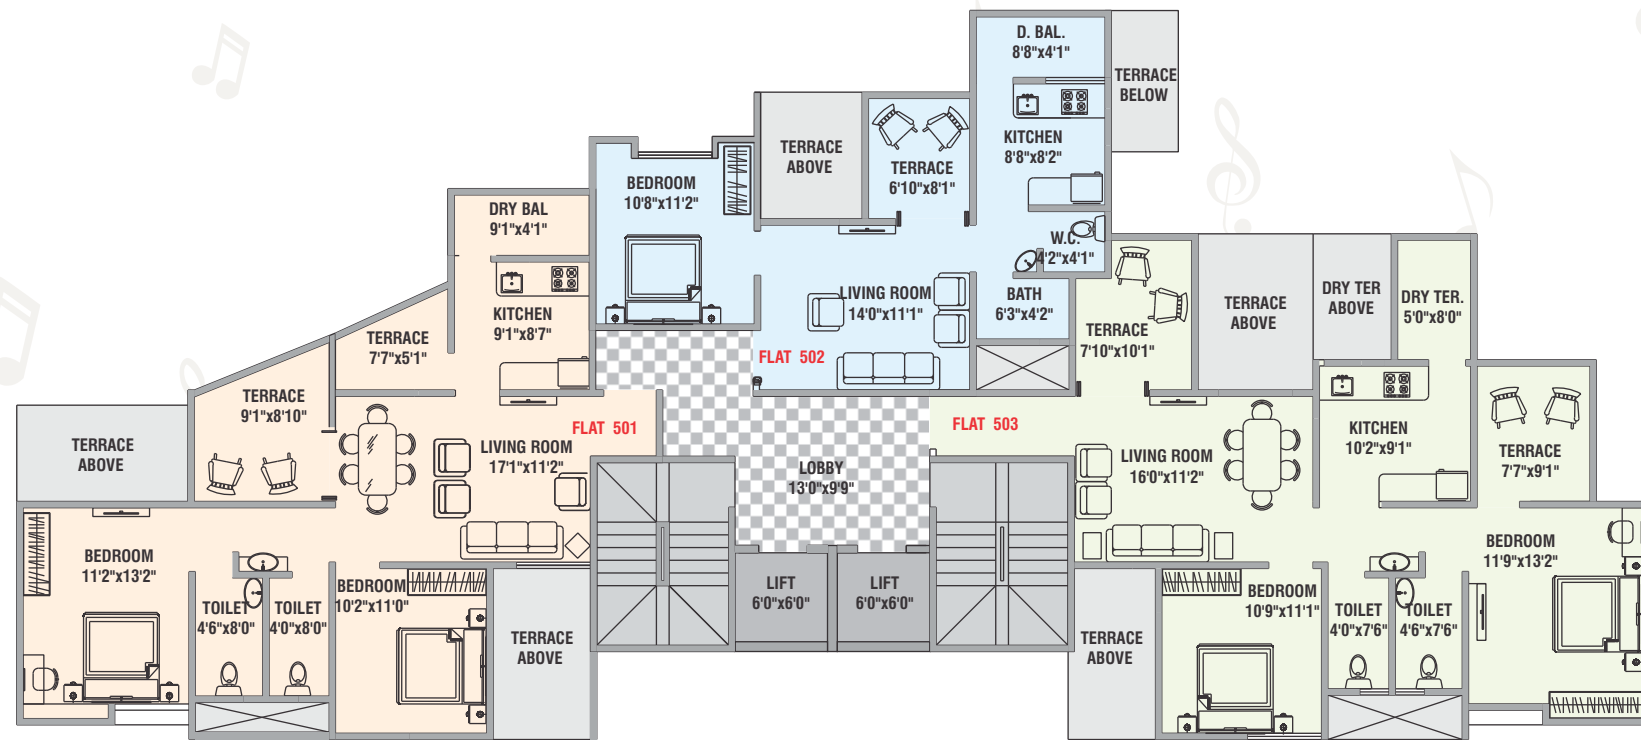 D. BAL.
8'8"x4'1"
TERRACE
BELOW
KITCHEN
8'8"x8'2"
TERRACE
ABOVE
TERRACE
6'10"x8'1"
BEDROOM
10'8"x11'2"
DRY BAL
9'1"x4'1"
W.C.
4'2"x4'1"
LIVING ROOM
14'0"x11'1"
BATH
6'3"x4'2"
FLAT 502
KITCHEN
9'1"x8'7"
TERRACE
7'7"x5'1"
TERRACE
9'1"x8'10"
TERRACE
ABOVE
FLAT 501
LIVING ROOM
17'1"x11'2"
BEDROOM
11'2"x13'2"
TOILET
4'6"x8'0"
TOILET
4'0"x8'0"
BEDROOM
10'2"x11'0"
TERRACE
ABOVE
LOBBY
13'0"x9'9"
LIFT
6'0"x6'0"
LIFT
6'0"x6'0"
FLAT 503
TERRACE
7'10"x10'1"
TERRACE
ABOVE
DRY TER
ABOVE
DRY TER.
5'0"x8'0"
LIVING ROOM
16'0"x11'2"
KITCHEN
10'2"x9'1"
TERRACE
7'7"x9'1"
BEDROOM
11'9"x13'2"
BEDROOM
10'9"x11'1"
TOILET
4'0"x7'6"
TOILET
4'6"x7'6"
TERRACE
ABOVE